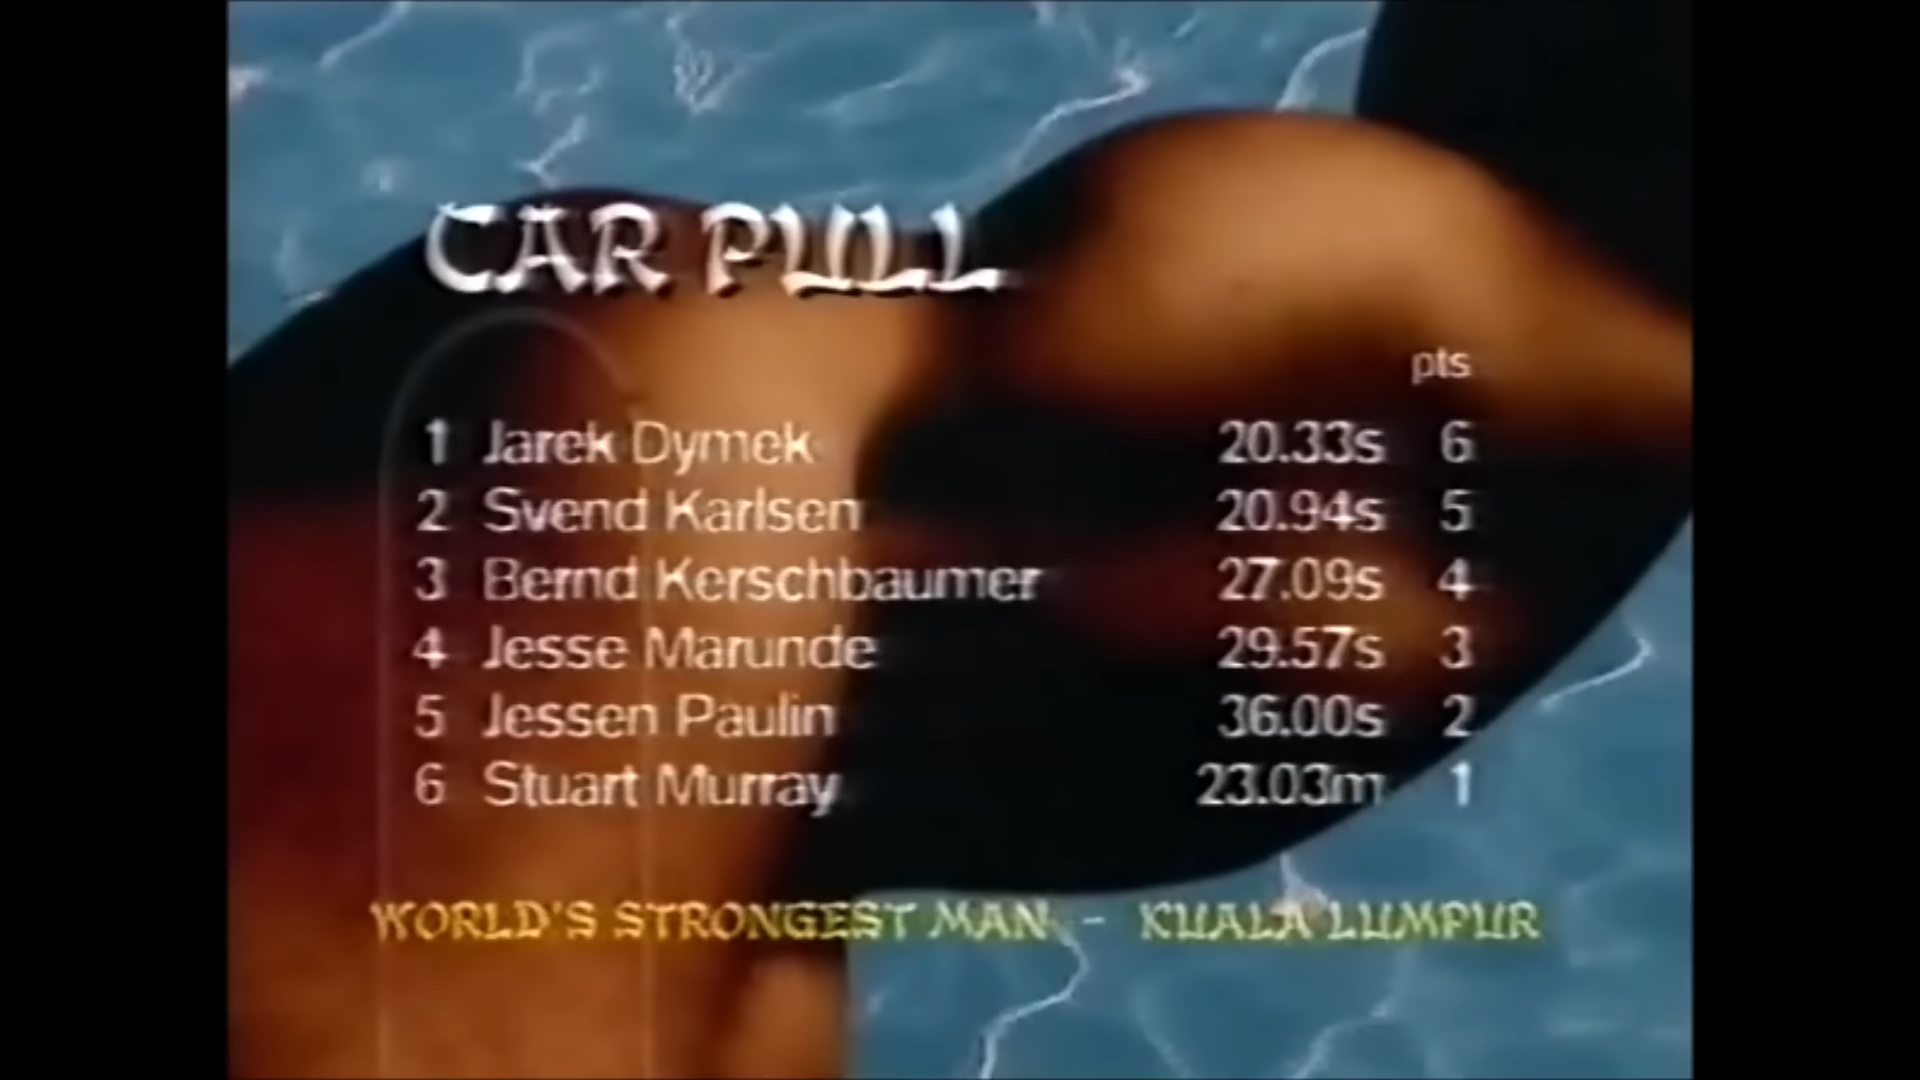 CAR PULL
pts
1 Jarek Dymek 20.33s 6
2 Svend Karlsen 20.94s 5
3 Bernd Kerschbaumer 27.09s 4
4 Jesse Marunde 29.57s 3
5 Jessen Paulin 36.00s 2
6 Stuart Murray 23.03m 1
WORLD'S STRONGEST MAN - KUALA LUMPUR